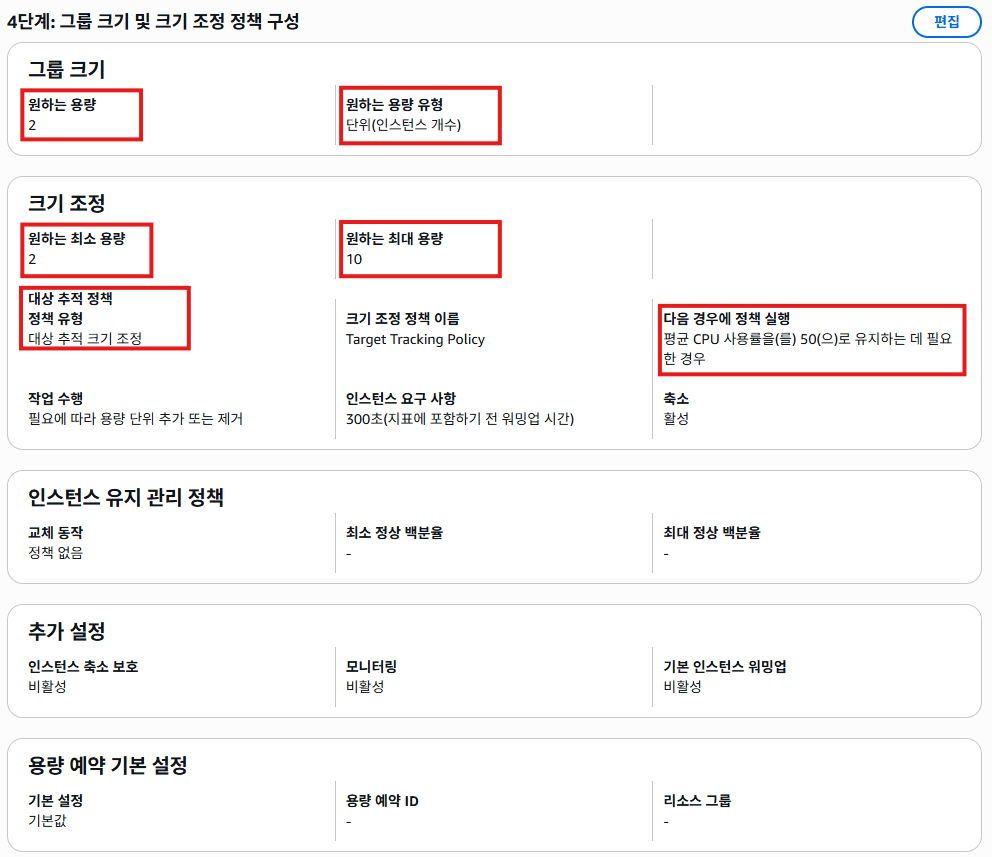 4단계: 그룹 크기 및 크기 조정 정책 구성
편집
그룹 크기
원하는 용량
2
원하는 용량 유형
단위(인스턴스 개수)
크기 조정
원하는 최소 용량
2
원하는 최대 용량
10
대상 추적 정책
정책 유형
대상 추적 크기 조정
크기 조정 정책 이름
Target Tracking Policy
다음 경우에 정책 실행
평균 CPU 사용률을(를) 50(으)로 유지하는 데 필요
한 경우
작업 수행
필요에 따라 용량 단위 추가 또는 제거
인스턴스 요구 사항
300초(지표에 포함하기 전 워밍업 시간)
축소
활성
인스턴스 유지 관리 정책
교체 동작
정책 없음
최소 정상 백분율
-
최대 정상 백분율
-
추가 설정
인스턴스 축소 보호
비활성
모니터링
비활성
기본 인스턴스 워밍업
비활성
용량 예약 기본 설정
기본 설정
기본값
용량 예약 ID
-
리소스 그룹
-